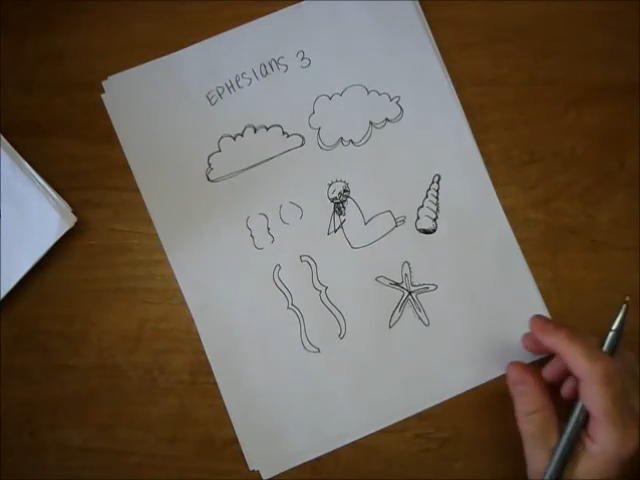 EPHESIANS 3
{ } ( )
{ }